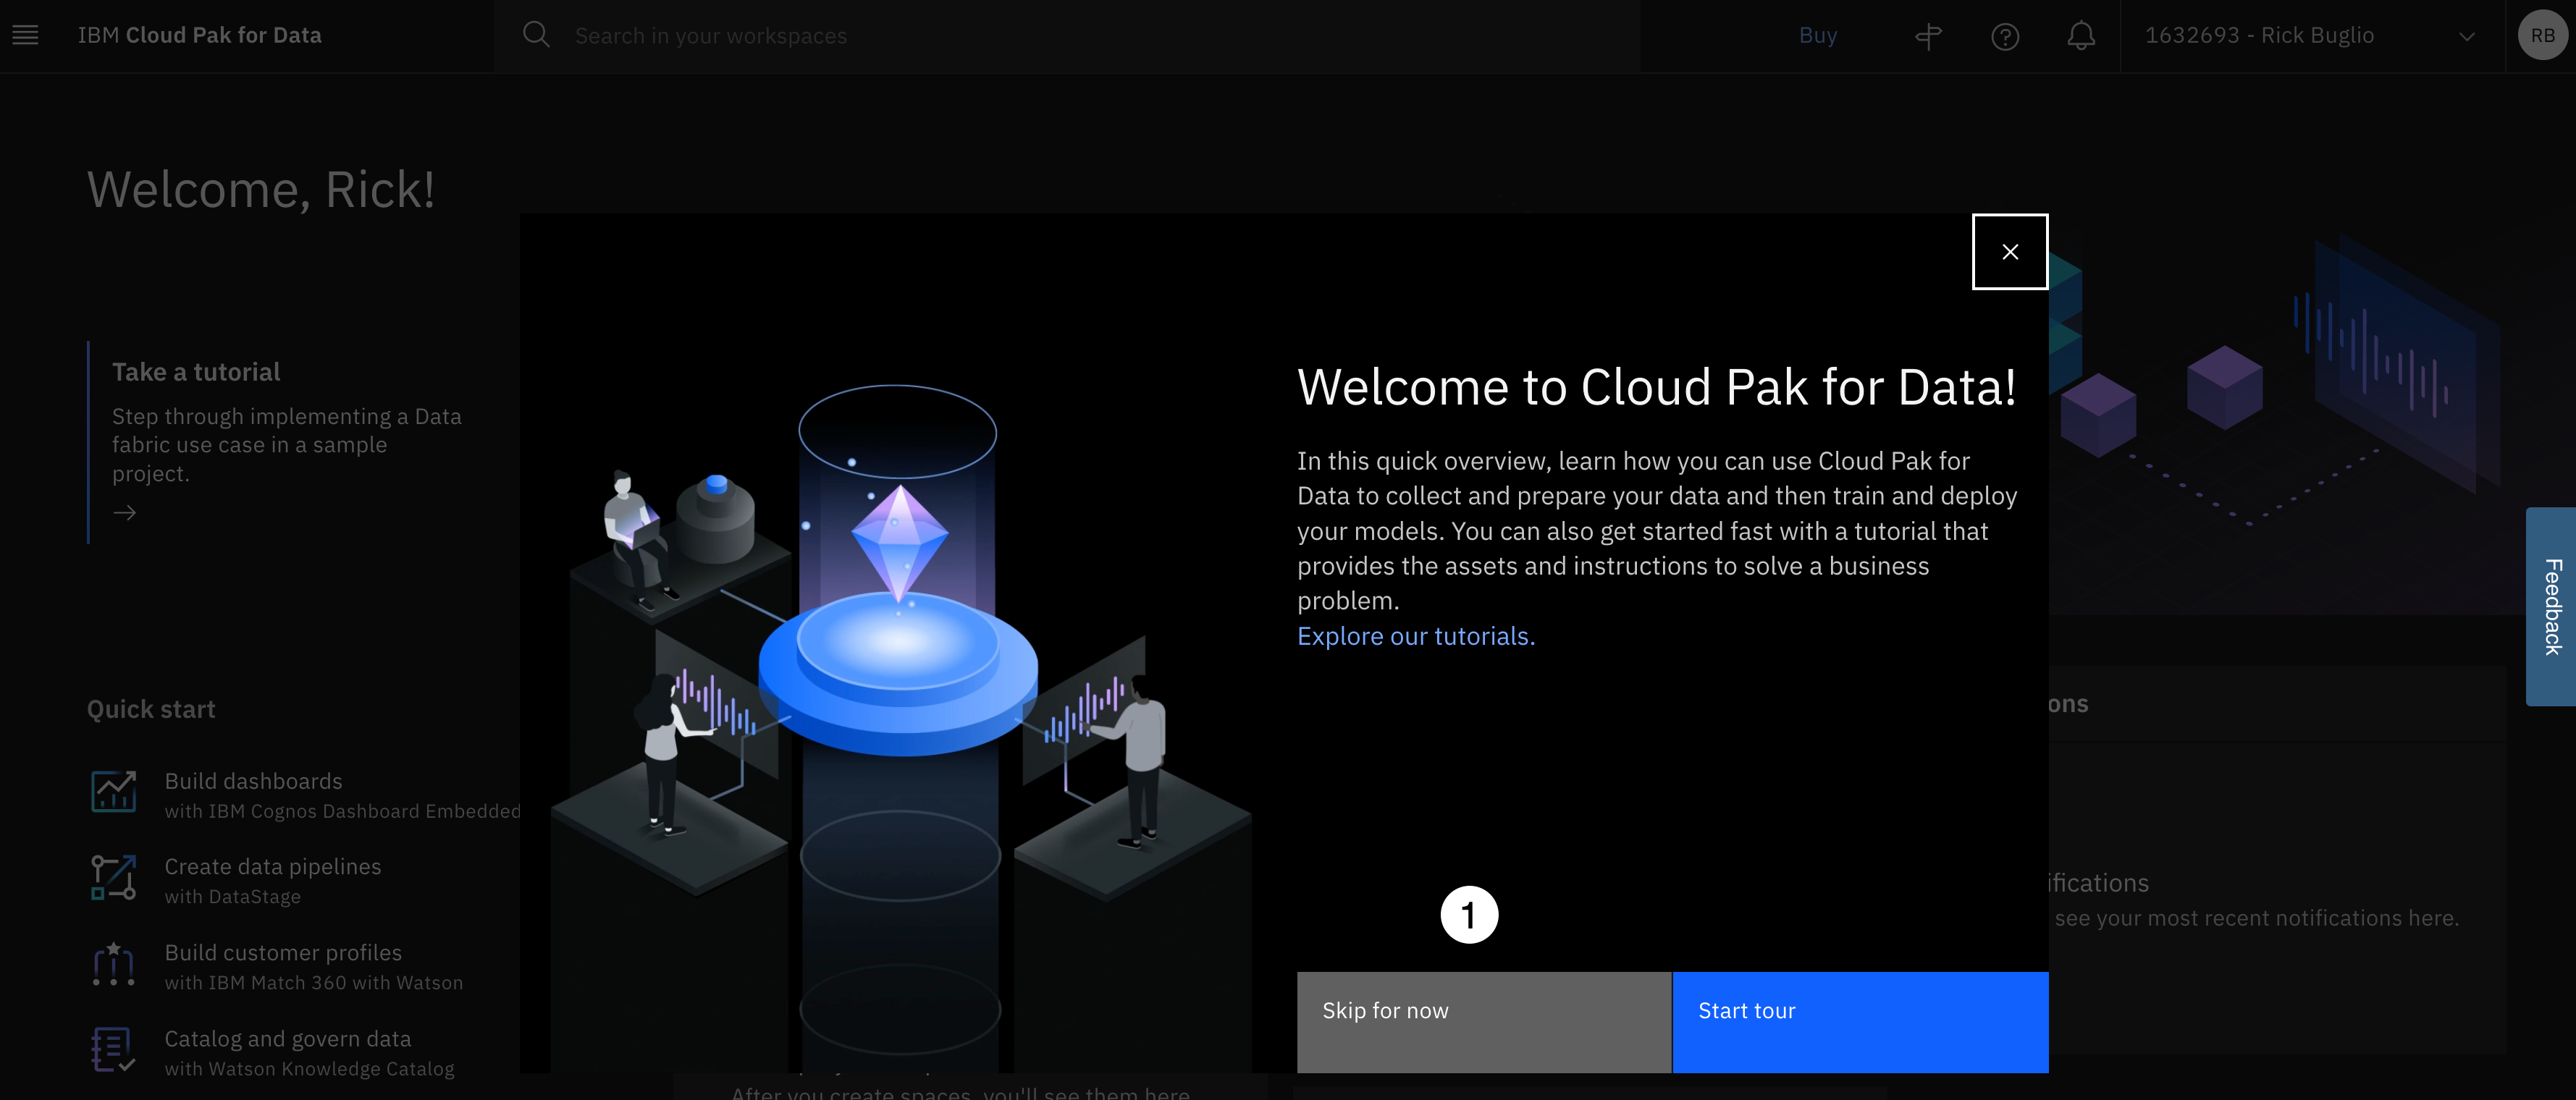 IBM Cloud Pak for Data
Search in your workspaces
Buy
1632693 - Rick Buglio
RB
Welcome, Rick!
Take a tutorial
Step through implementing a Data
fabric use case in a sample
project.
Quick start
Build dashboards
with IBM Cognos Dashboard Embedded
Create data pipelines
with DataStage
Build customer profiles
with IBM Match 360 with Watson
Catalog and govern data
with Watson Knowledge Catalog
Welcome to Cloud Pak for Data!
In this quick overview, learn how you can use Cloud Pak for
Data to collect and prepare your data and then train and deploy
your models. You can also get started fast with a tutorial that
provides the assets and instructions to solve a business
problem.
Explore our tutorials.
1
Skip for now
Start tour
ons
ifications
see your most recent notifications here.
Feedback
After you create spaces, you'll see them here